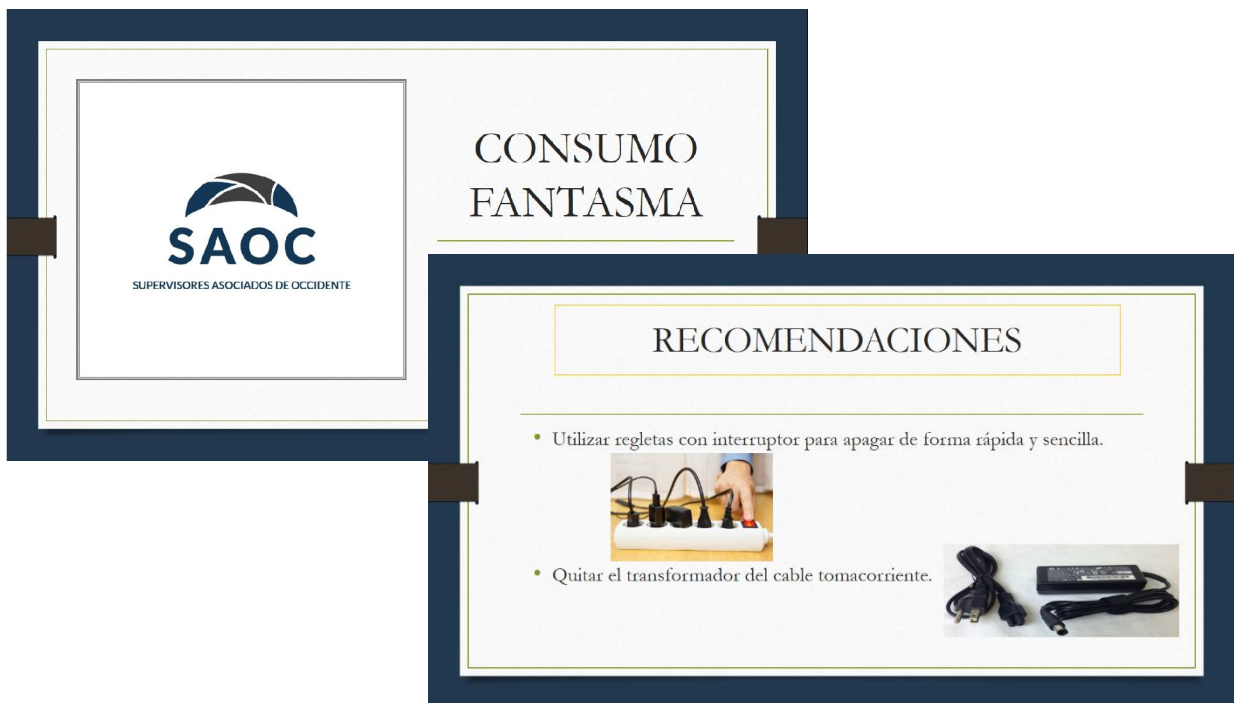 SAOC
SUPERVISORES ASOCIADOS DE OCCIDENTE
CONSUMO
FANTASMA
RECOMENDACIONES
• Utilizar regletas con interruptor para apagar de forma rápida y sencilla.
• Quitar el transformador del cable tomacorriente.